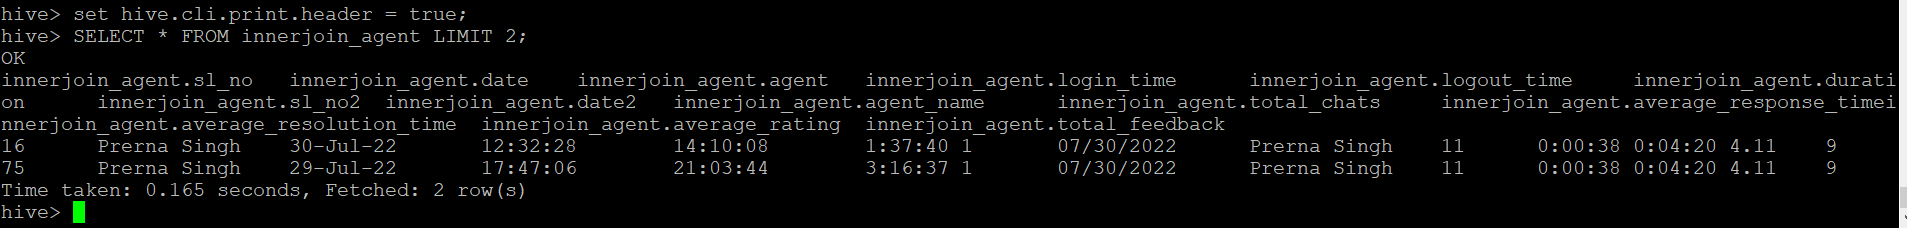 hive> set hive.cli.print.header = true;
hive> SELECT * FROM innerjoin_agent LIMIT 2;
OK
innerjoin_agent.sl_no   innerjoin_agent.date    innerjoin_agent.agent   innerjoin_agent.login_time      innerjoin_agent.logout_time     innerjoin_agent.durati
on      innerjoin_agent.sl_no2  innerjoin_agent.date2   innerjoin_agent.agent_name      innerjoin_agent.total_chats     innerjoin_agent.average_response_timei
nnerjoin_agent.average_resolution_time  innerjoin_agent.average_rating  innerjoin_agent.total_feedback
16      Prerna Singh    30-Jul-22       12:32:28        14:10:08        1:37:40 1       07/30/2022      Prerna Singh    11      0:00:38 0:04:20 4.11    9
75      Prerna Singh    29-Jul-22       17:47:06        21:03:44        3:16:37 1       07/30/2022      Prerna Singh    11      0:00:38 0:04:20 4.11    9
Time taken: 0.165 seconds, Fetched: 2 row(s)
hive>